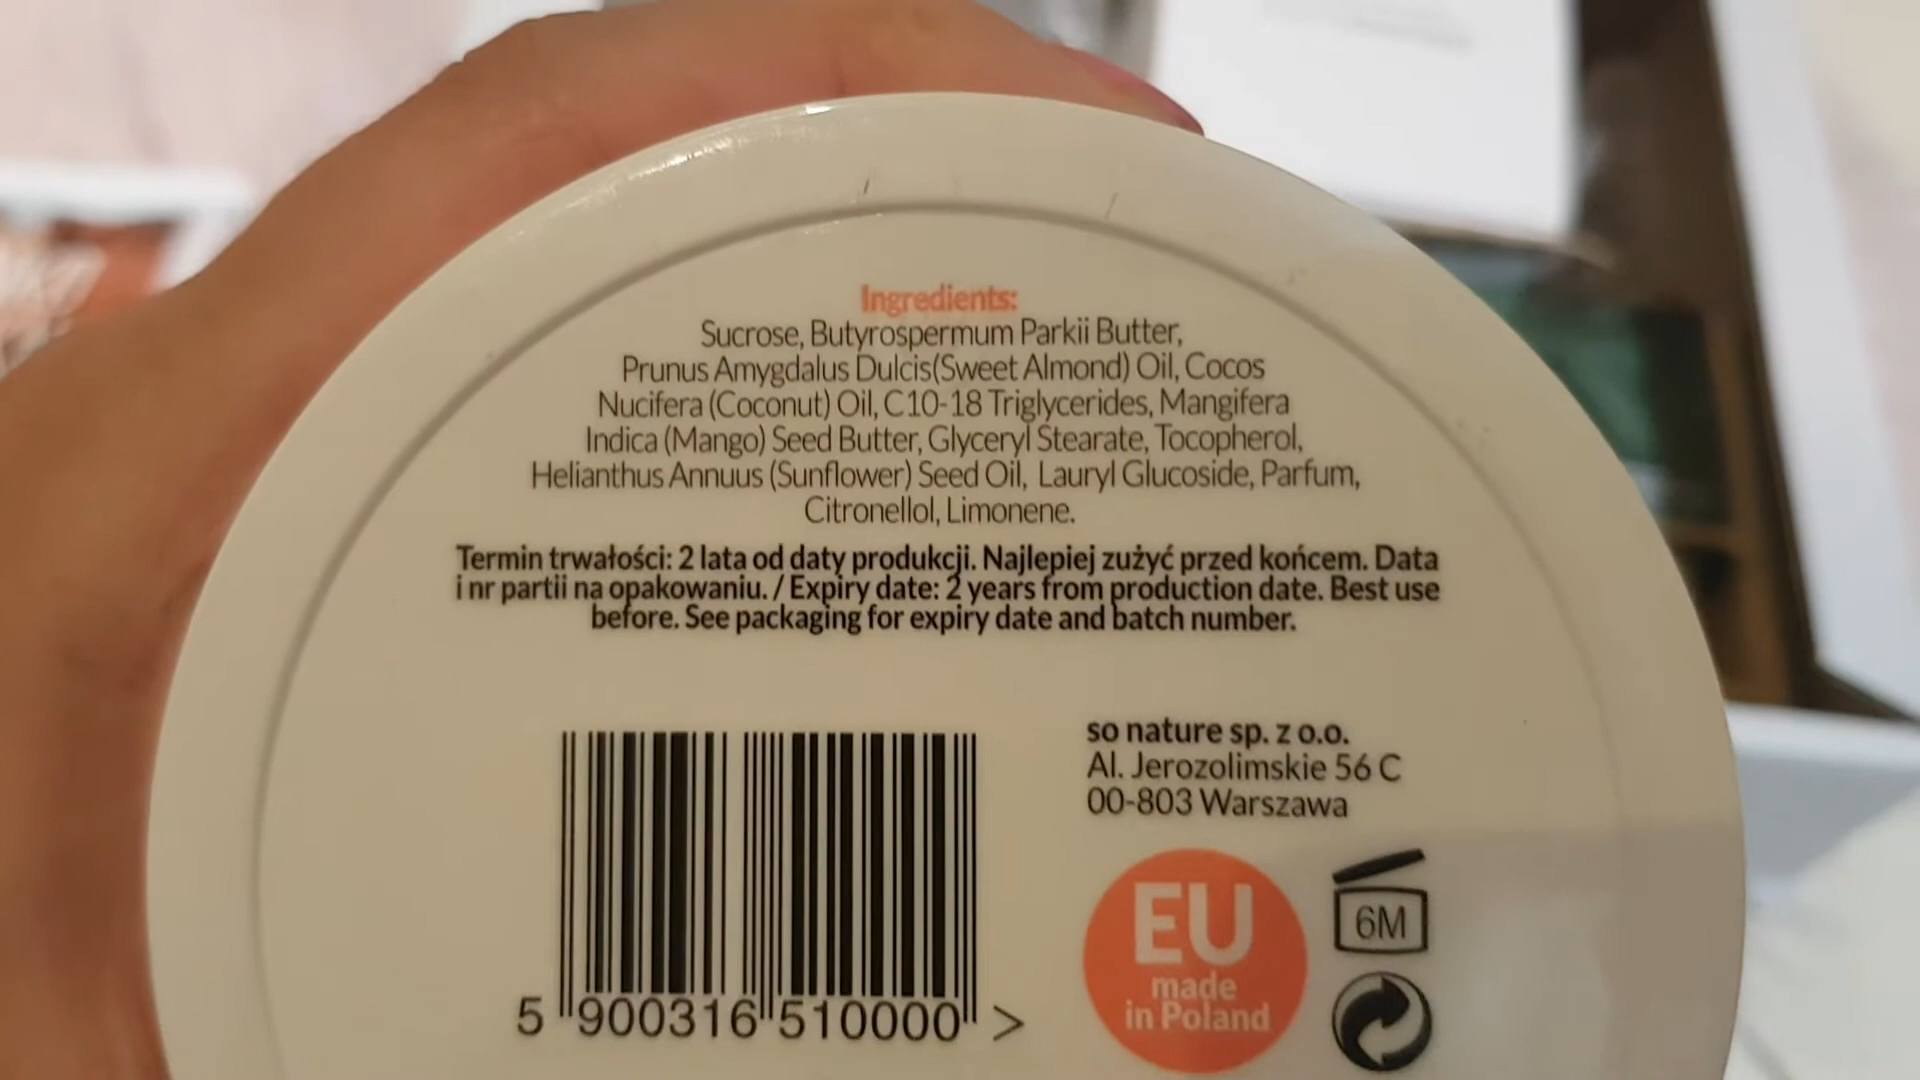 Ingredients:
Sucrose, Butyrospermum Parkii Butter,
Prunus Amygdalus Dulcis(Sweet Almond) Oil, Cocos
Nucifera (Coconut) Oil, C10-18 Triglycerides, Mangifera
Indica (Mango) Seed Butter, Glyceryl Stearate, Tocopherol,
Helianthus Annuus (Sunflower) Seed Oil, Lauryl Glucoside, Parfum,
Citronellol, Limonene.
Termin trwałości: 2 lata od daty produkcji. Najlepiej zużyć przed końcem. Data
i nr partii na opakowaniu. / Expiry date: 2 years from production date. Best use
before. See packaging for expiry date and batch number.
so nature sp. z o.o.
Al. Jerozolimskie 56 C
00-803 Warszawa
EU
made
in Poland
6M
5 900316 510000 >